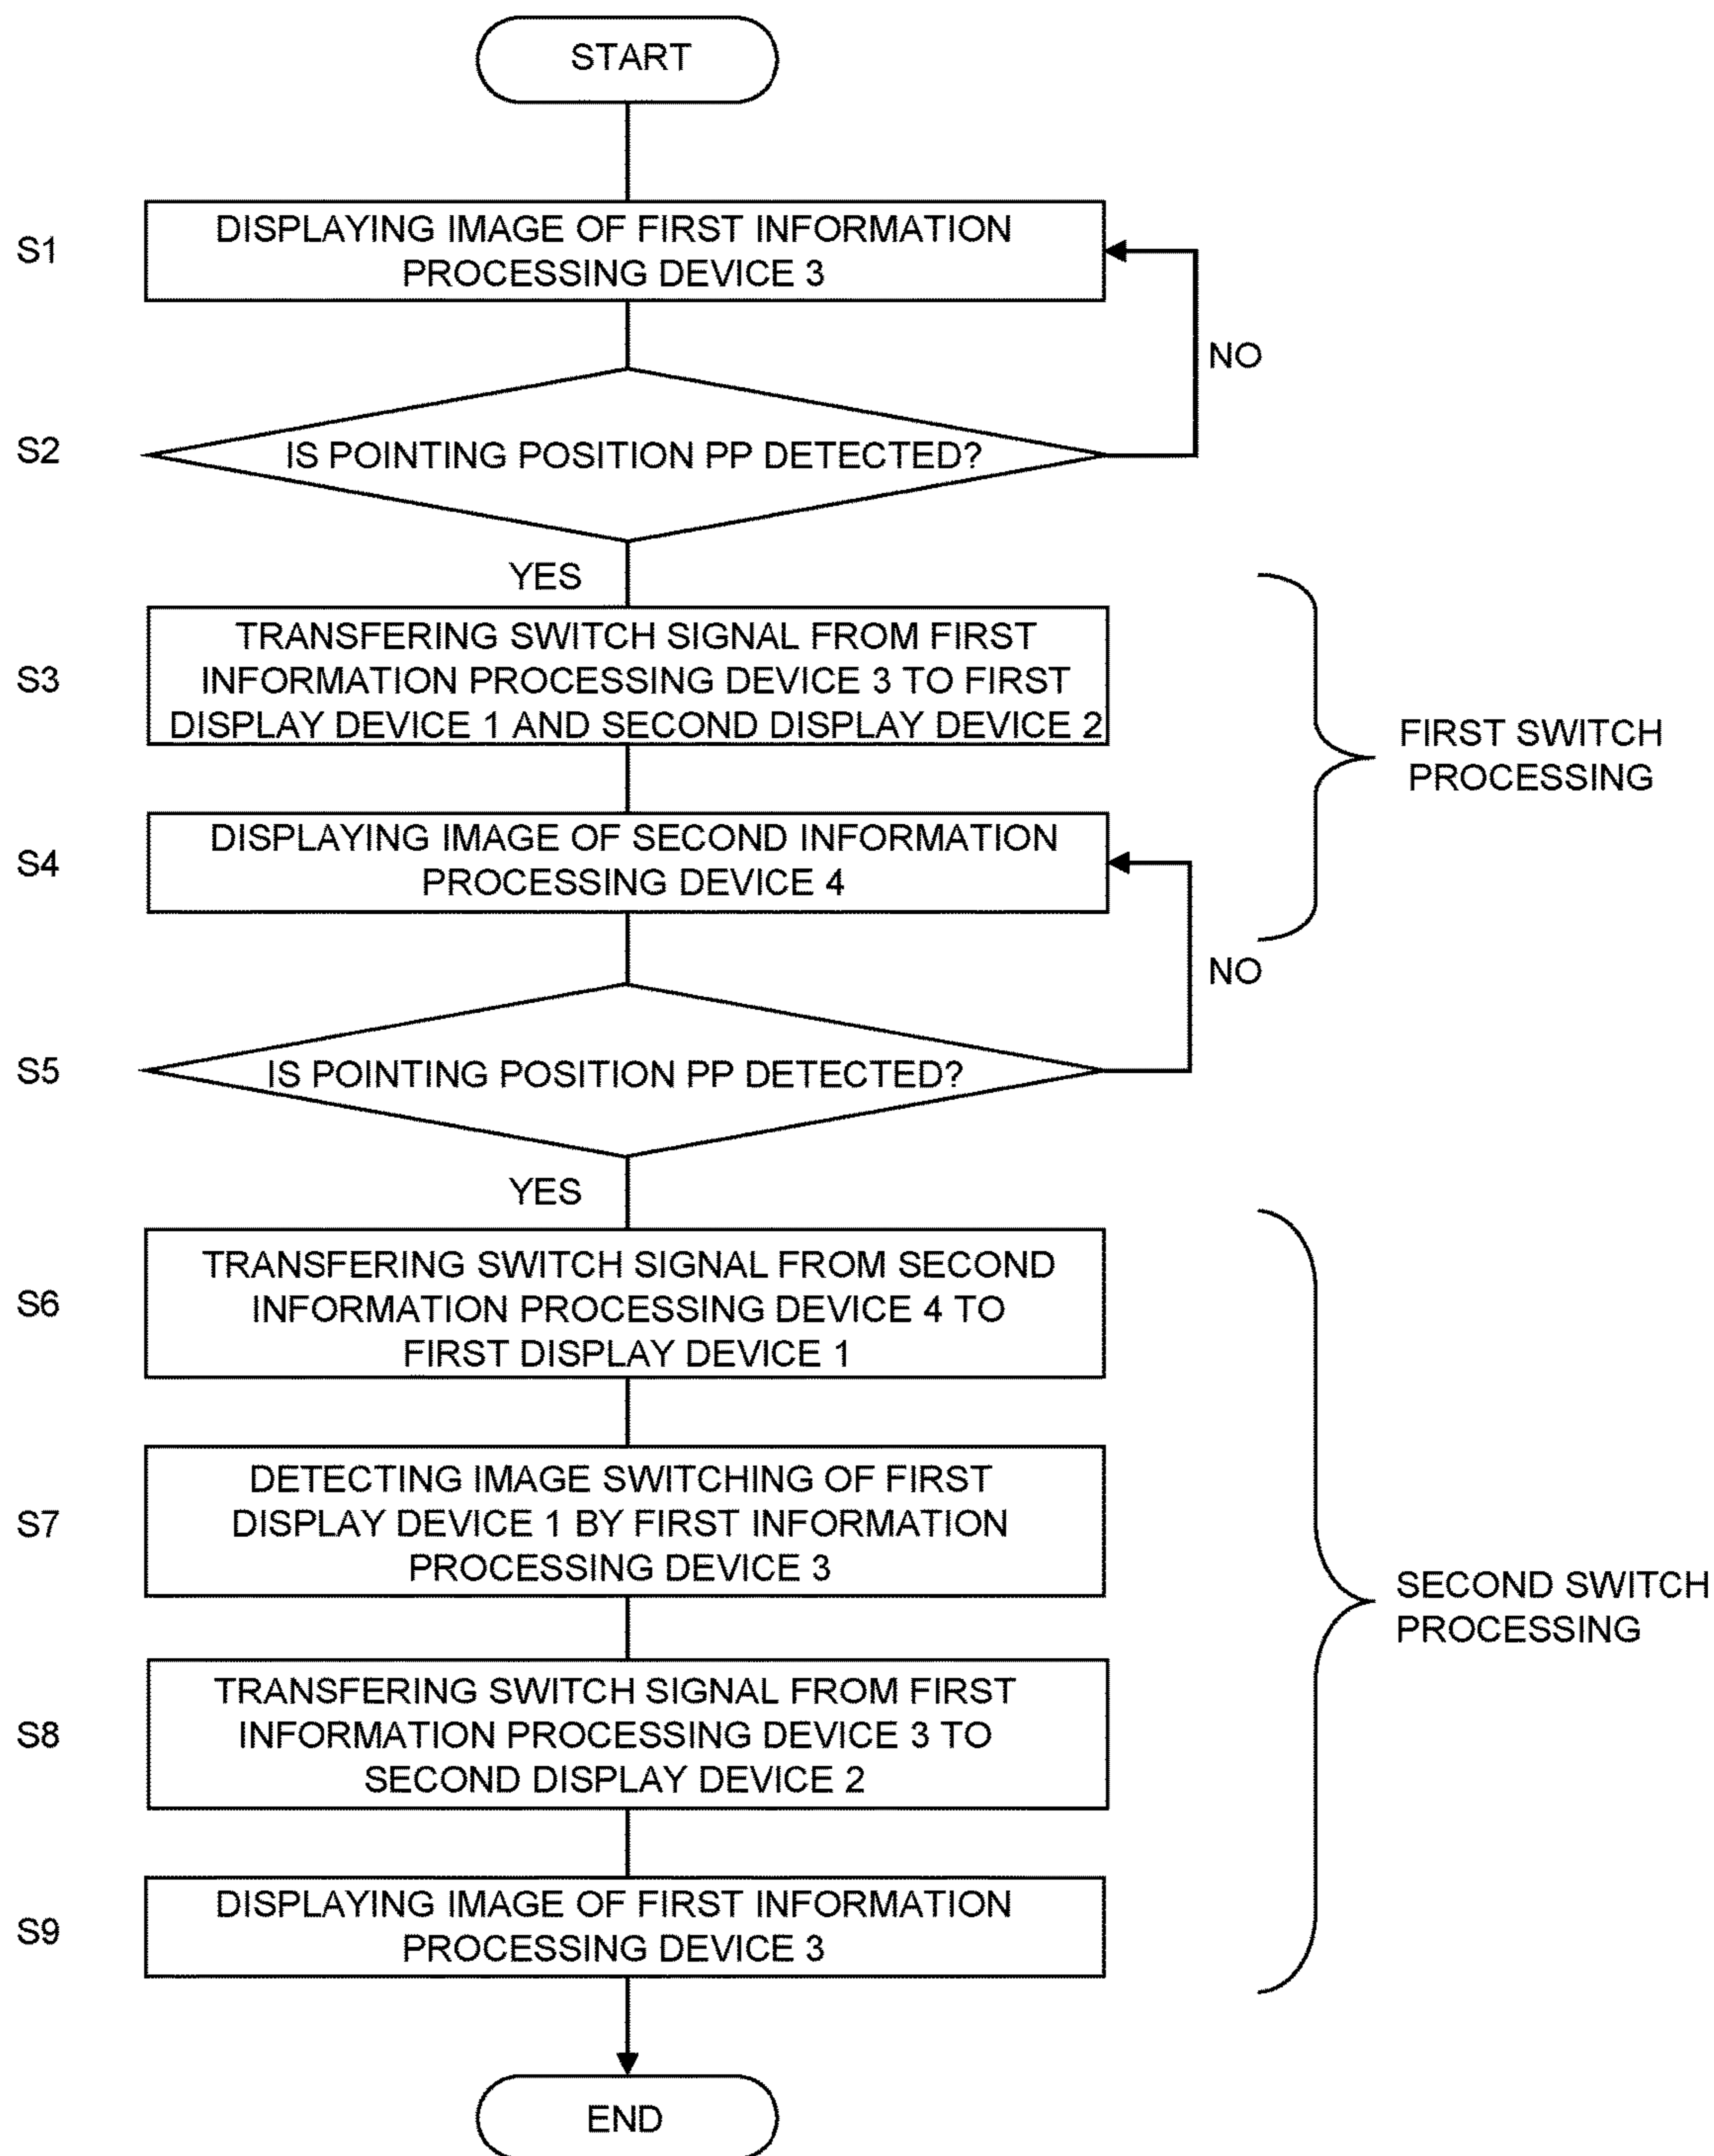 START
S1
DISPLAYING IMAGE OF FIRST INFORMATION
PROCESSING DEVICE 3
NO
S2
IS POINTING POSITION PP DETECTED?
YES
S3
TRANSFERING SWITCH SIGNAL FROM FIRST
INFORMATION PROCESSING DEVICE 3 TO FIRST
DISPLAY DEVICE 1 AND SECOND DISPLAY DEVICE 2
FIRST SWITCH
PROCESSING
S4
DISPLAYING IMAGE OF SECOND INFORMATION
PROCESSING DEVICE 4
NO
S5
IS POINTING POSITION PP DETECTED?
YES
S6
TRANSFERING SWITCH SIGNAL FROM SECOND
INFORMATION PROCESSING DEVICE 4 TO
FIRST DISPLAY DEVICE 1
S7
DETECTING IMAGE SWITCHING OF FIRST
DISPLAY DEVICE 1 BY FIRST INFORMATION
PROCESSING DEVICE 3
SECOND SWITCH
PROCESSING
S8
TRANSFERING SWITCH SIGNAL FROM FIRST
INFORMATION PROCESSING DEVICE 3 TO
SECOND DISPLAY DEVICE 2
S9
DISPLAYING IMAGE OF FIRST INFORMATION
PROCESSING DEVICE 3
END